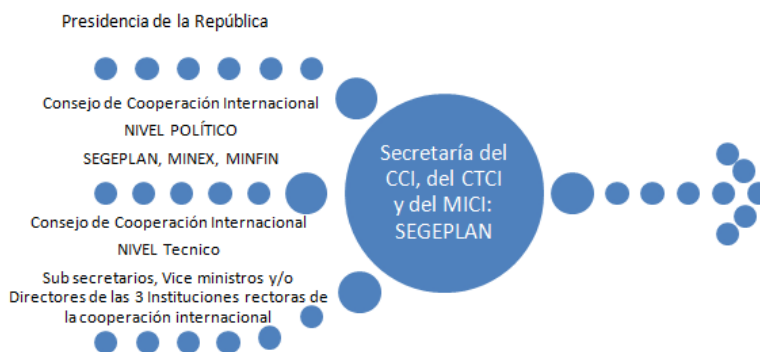 Presidencia de la República
Consejo de Cooperación Internacional
NIVEL POLÍTICO
SEGEPLAN, MINEX, MINFIN
Consejo de Cooperación Internacional
NIVEL Tecnico
Sub secretarios, Vice ministros y/o
Directores de las 3 Instituciones rectoras de
la cooperación internacional
Secretaría del
CCI, del CTCI
y del MICI:
SEGEPLAN